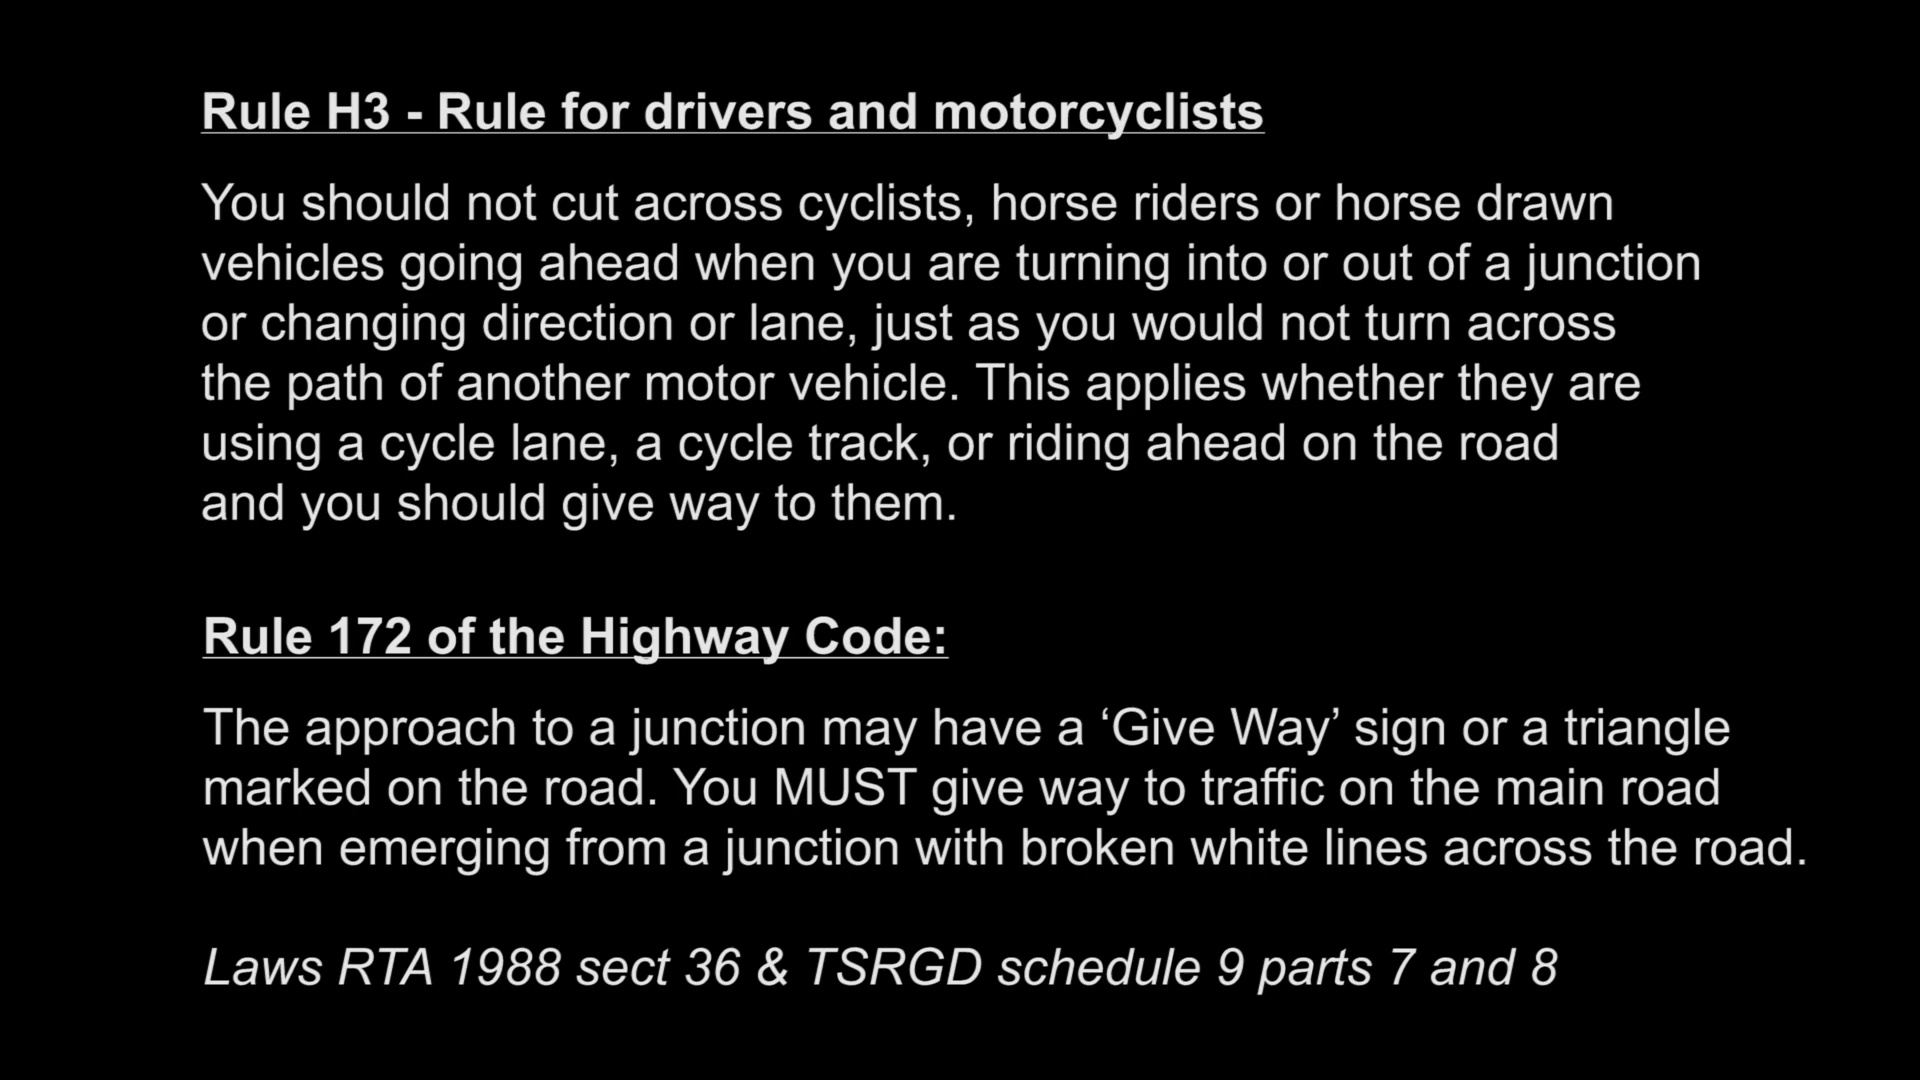 Rule H3 - Rule for drivers and motorcyclists
You should not cut across cyclists, horse riders or horse drawn
vehicles going ahead when you are turning into or out of a junction
or changing direction or lane, just as you would not turn across
the path of another motor vehicle. This applies whether they are
using a cycle lane, a cycle track, or riding ahead on the road
and you should give way to them.
Rule 172 of the Highway Code:
The approach to a junction may have a ‘Give Way’ sign or a triangle
marked on the road. You MUST give way to traffic on the main road
when emerging from a junction with broken white lines across the road.
Laws RTA 1988 sect 36 & TSRGD schedule 9 parts 7 and 8